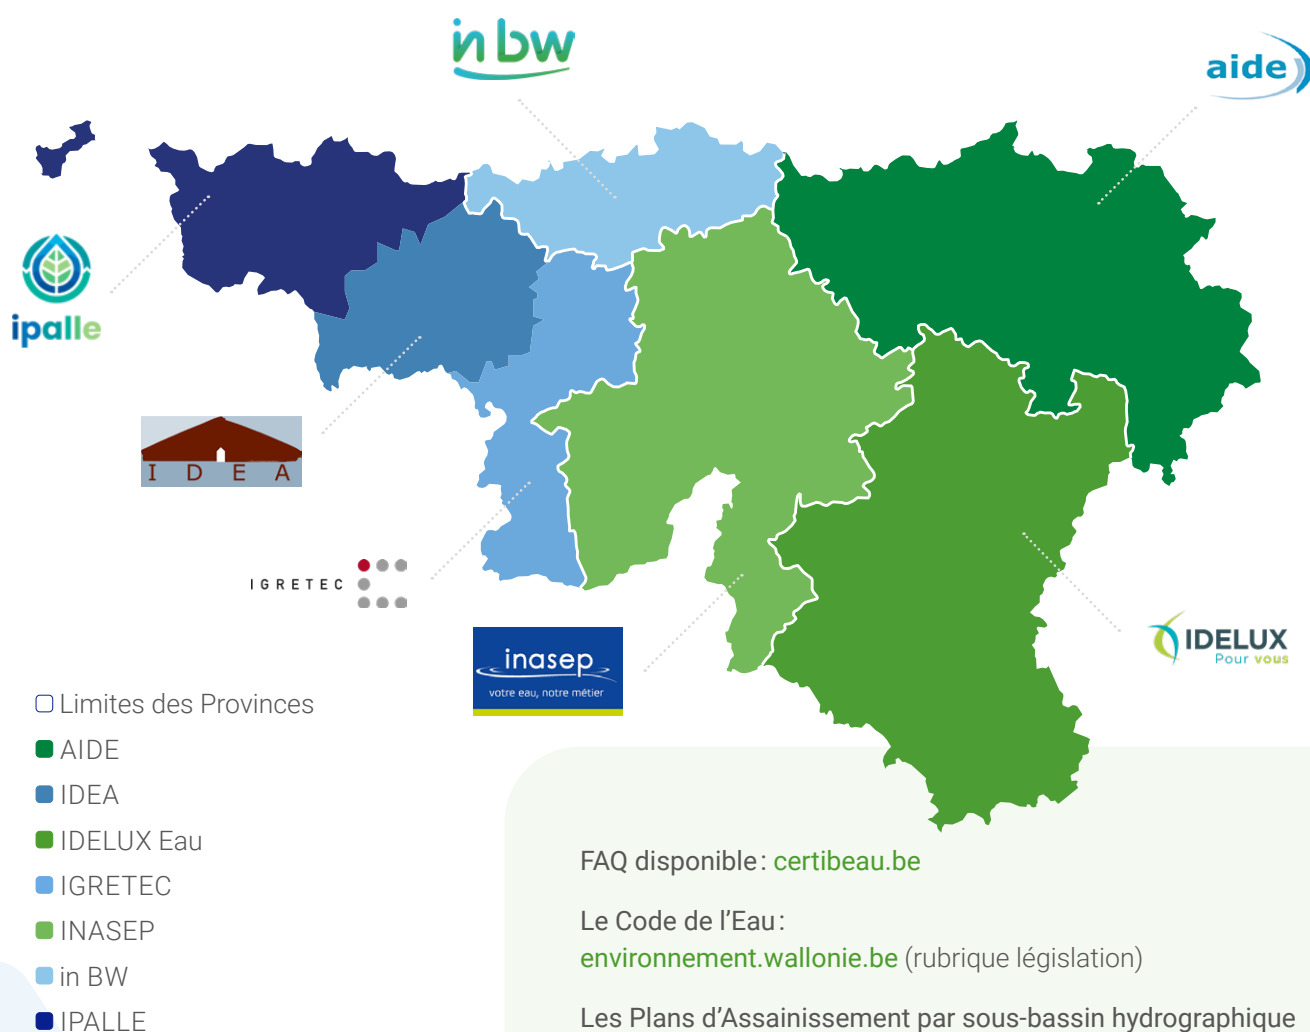 in bw
aide
ipalle
IDEA
IGRETEC
inasep
votre eau, notre métier
IDELUX
Pour vous
Limites des Provinces
AIDE
IDEA
IDELUX Eau
IGRETEC
INASEP
in BW
IPALLE
FAQ disponible : certibeau.be
Le Code de l'Eau :
environnement.wallonie.be (rubrique législation)
Les Plans d'Assainissement par sous-bassin hydrographique